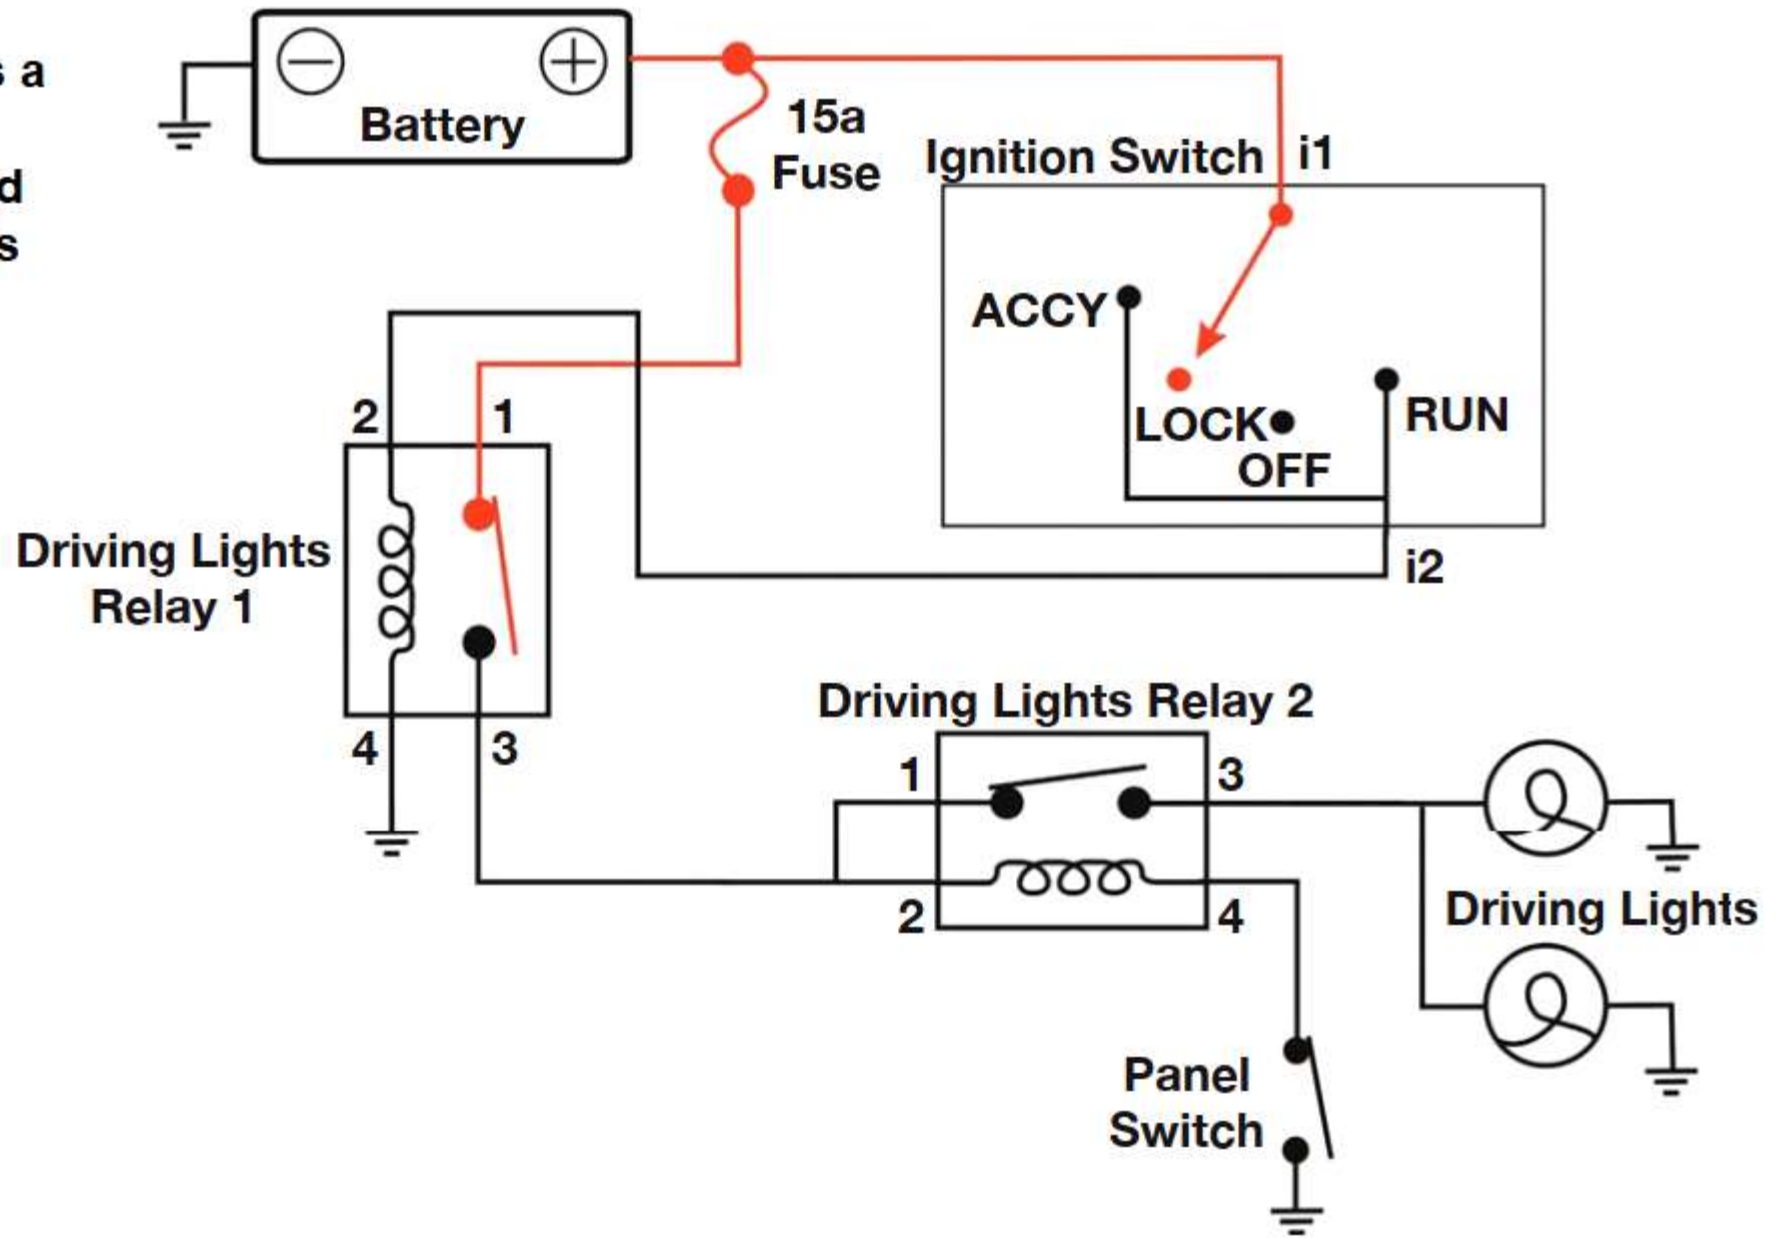 s a
d
s
Battery
15a
Fuse
Ignition Switch
i1
ACCY
LOCK
OFF
RUN
i2
2
1
Driving Lights
Relay 1
4
3
Driving Lights Relay 2
1
3
2
4
Driving Lights
Panel
Switch